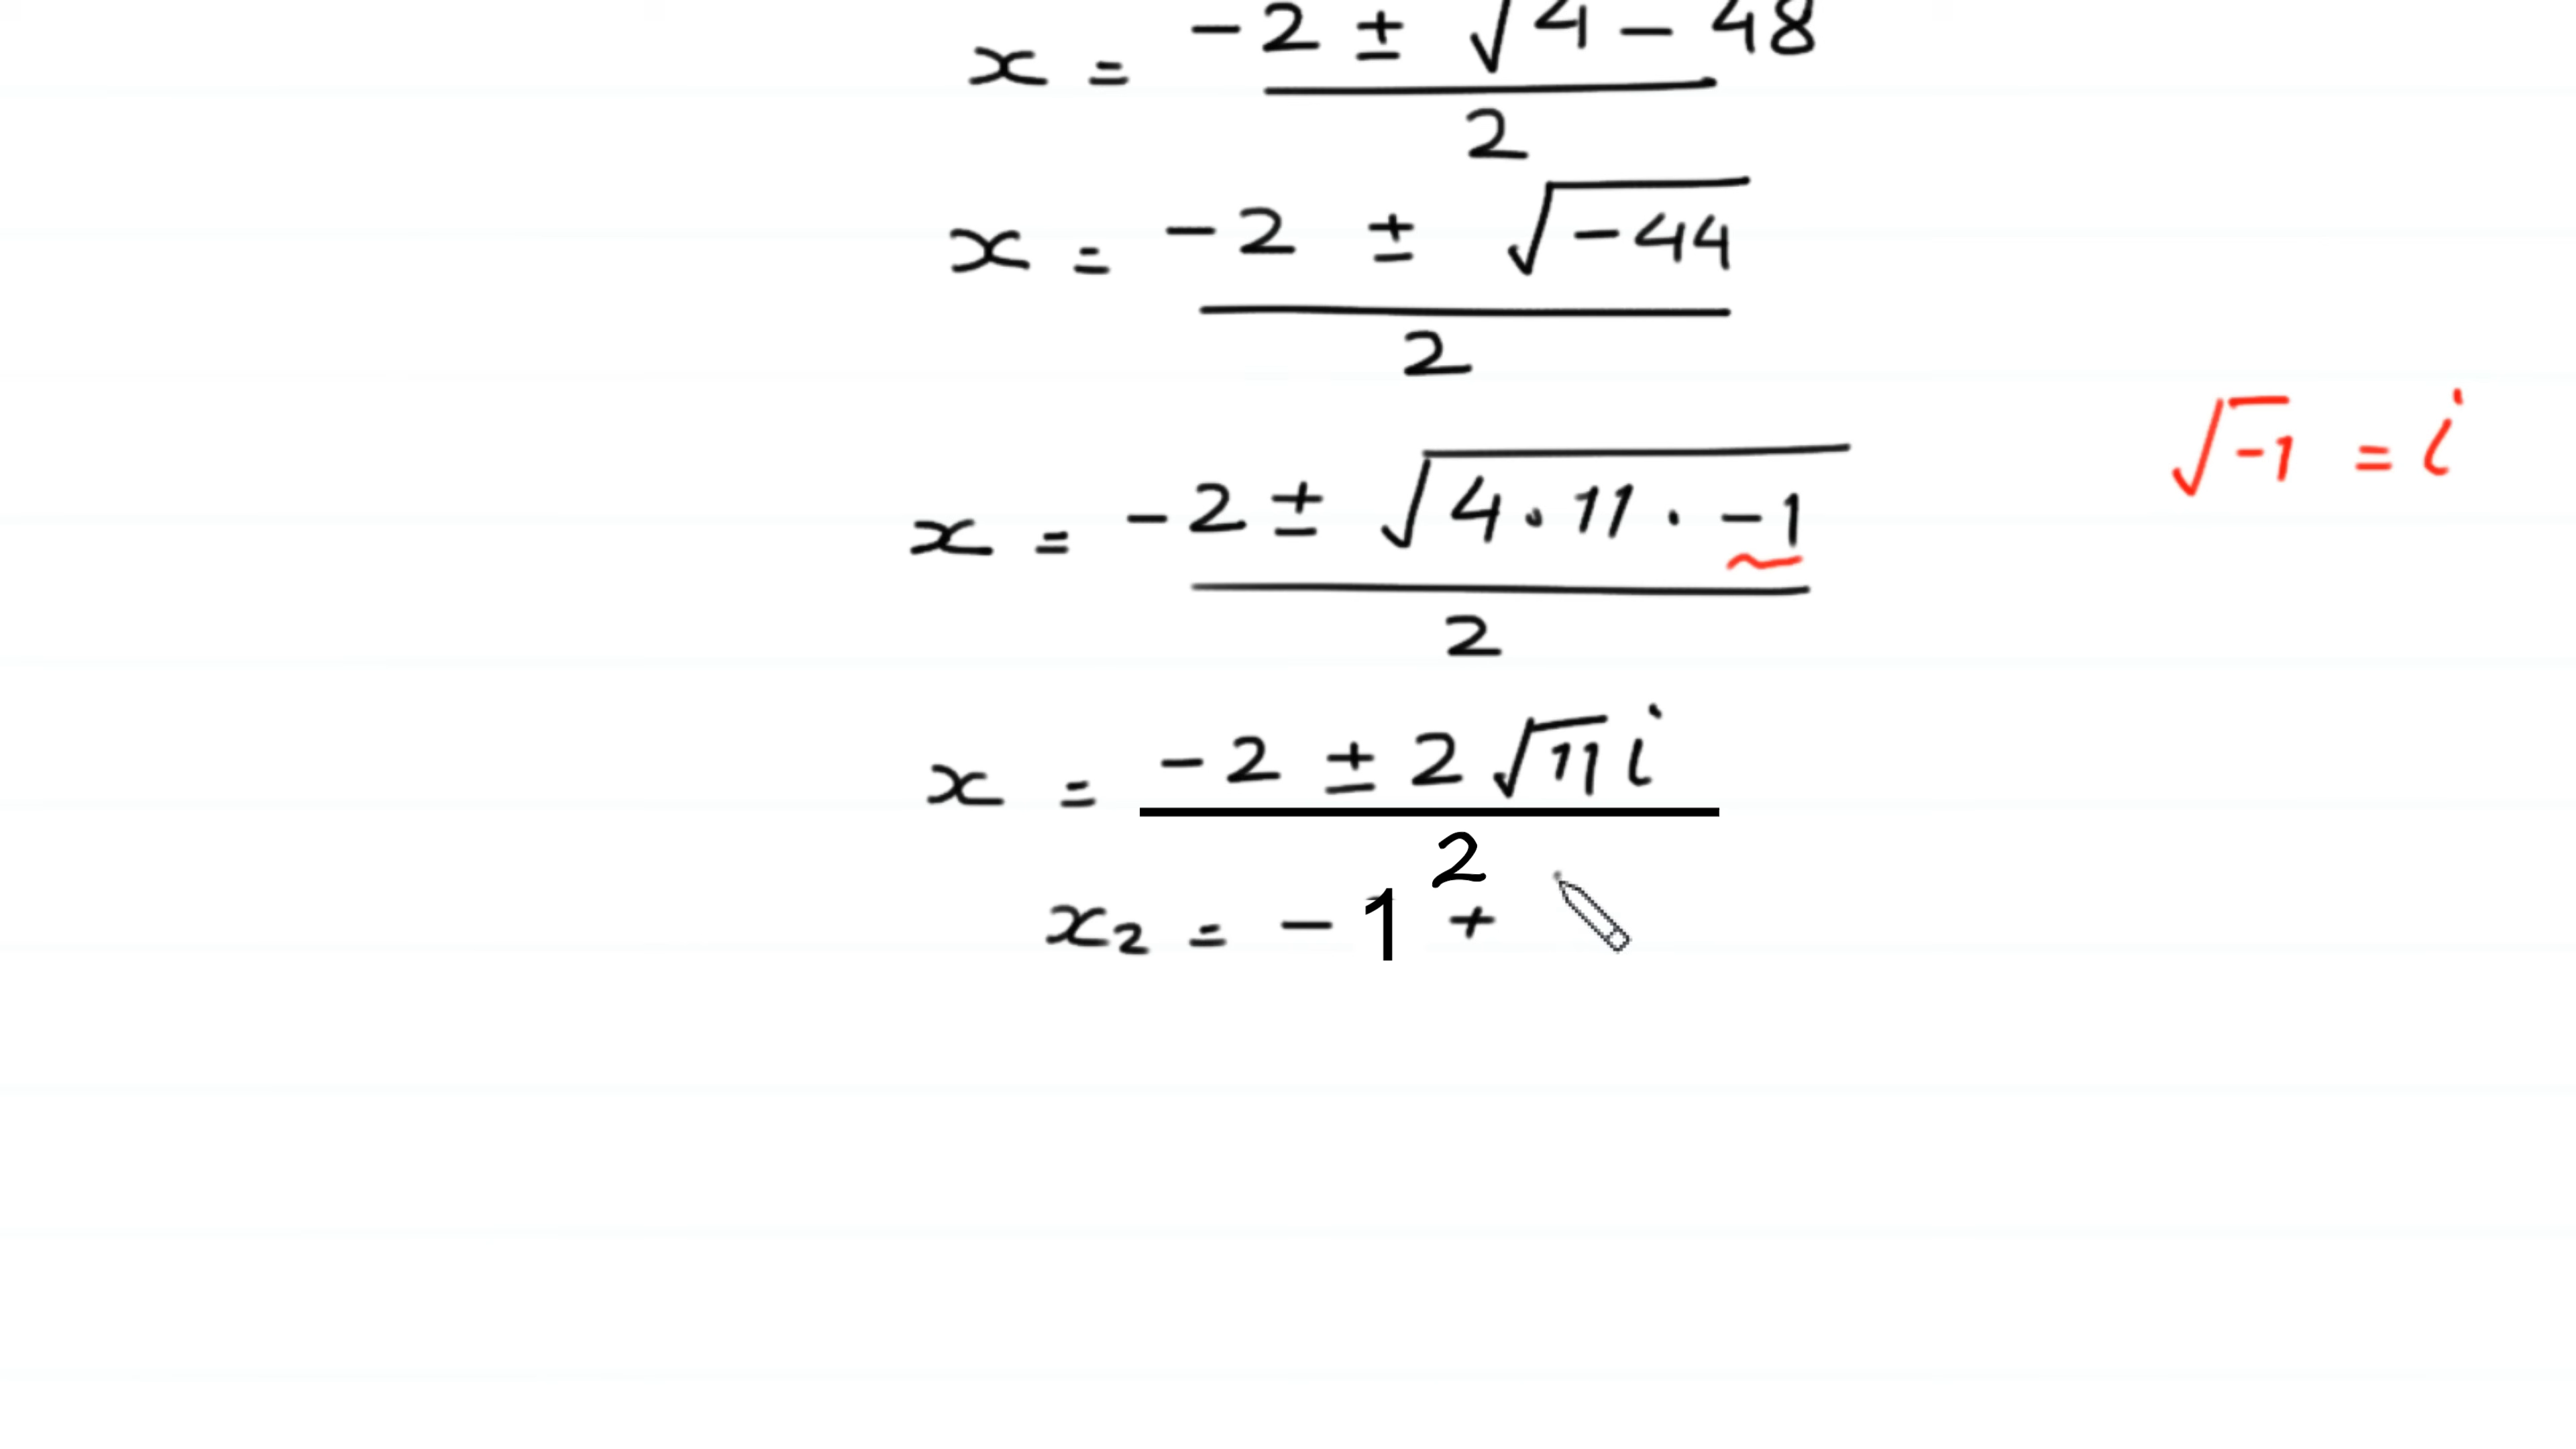 x = (-2 ± √4 - 48) / 2
x = (-2 ± √-44) / 2
√-1 = i
x = (-2 ± √4 · 11 · -1) / 2
x = (-2 ± 2√11 i) / 2
x₂ = -1 +